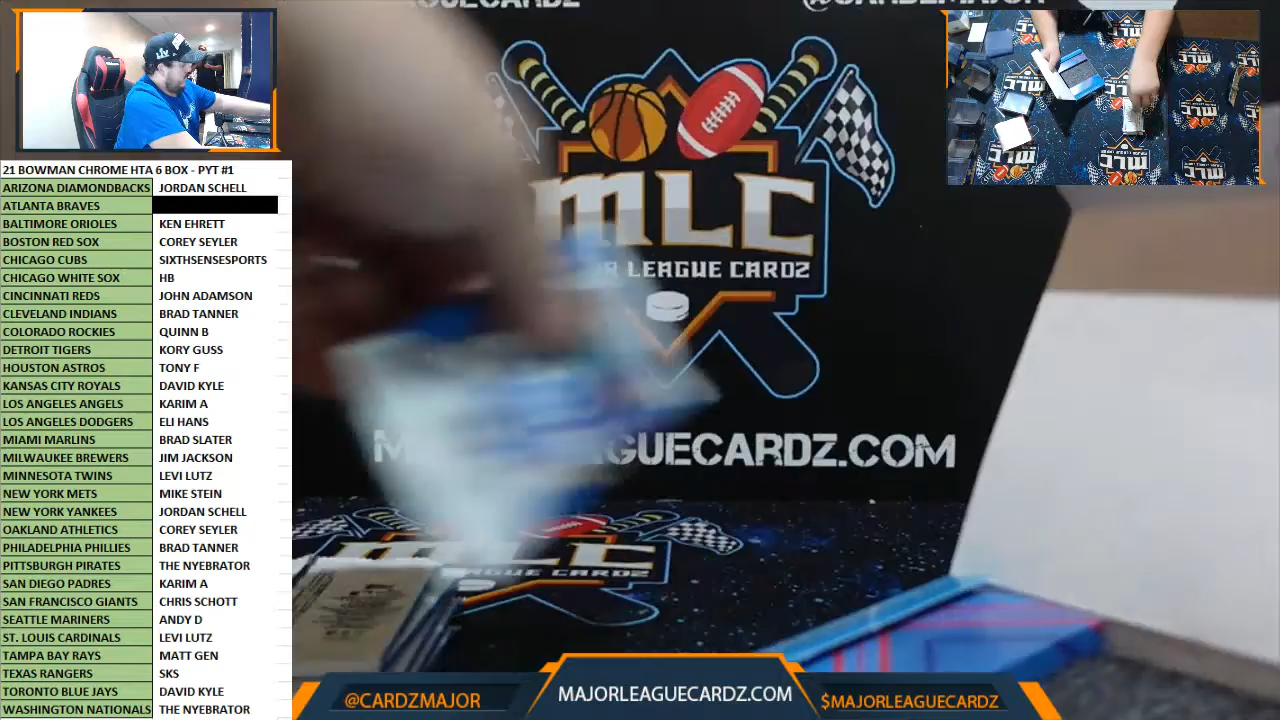 21 BOWMAN CHROME HTA 6 BOX - PYT #1
ARIZONA DIAMONDBACKS JORDAN SCHELL
ATLANTA BRAVES
BALTIMORE ORIOLES KEN EHRETT
BOSTON RED SOX COREY SEYLER
CHICAGO CUBS SIXTHSENSESPORTS
CHICAGO WHITE SOX HB
CINCINNATI REDS JOHN ADAMSON
CLEVELAND INDIANS BRAD TANNER
COLORADO ROCKIES QUINN B
DETROIT TIGERS KORY GUSS
HOUSTON ASTROS TONY F
KANSAS CITY ROYALS DAVID KYLE
LOS ANGELES ANGELS KARIM A
LOS ANGELES DODGERS ELI HANS
MIAMI MARLINS BRAD SLATER
MILWAUKEE BREWERS JIM JACKSON
MINNESOTA TWINS LEVI LUTZ
NEW YORK METS MIKE STEIN
NEW YORK YANKEES JORDAN SCHELL
OAKLAND ATHLETICS COREY SEYLER
PHILADELPHIA PHILLIES BRAD TANNER
PITTSBURGH PIRATES THE NYEBRATOR
SAN DIEGO PADRES KARIM A
SAN FRANCISCO GIANTS CHRIS SCHOTT
SEATTLE MARINERS ANDY D
ST. LOUIS CARDINALS LEVI LUTZ
TAMPA BAY RAYS MATT GEN
TEXAS RANGERS SKS
TORONTO BLUE JAYS DAVID KYLE
WASHINGTON NATIONALS THE NYEBRATOR
MLC
LEAGUE CARDZ
GUECARDZ.COM
MLC
GUE CARDZ
@CARDZMAJOR
MAJORLEAGUECARDZ.COM
$MAJORLEAGUECARDZ